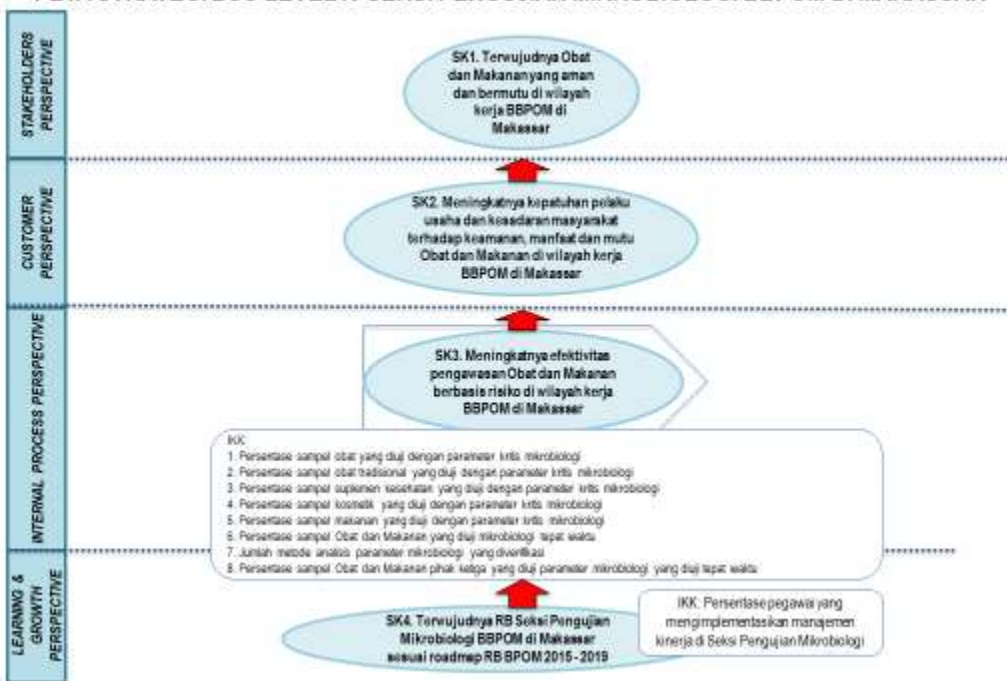 STAKEHOLDERS
PERSPECTIVE
SK1. Terwujudnya Obat
dan Makanan yang aman
dan bermutu di wilayah
kerja BBPOM di
Makassar
CUSTOMER
PERSPECTIVE
SK2. Meningkatnya kepatuhan pelaku
usaha dan kesadaran masyarakat
terhadap keamanan, manfaat dan mutu
Obat dan Makanan di wilayah kerja
BBPOM di Makassar
INTERNAL PROCESS PERSPECTIVE
SK3. Meningkatnya efektivitas
pengawasan Obat dan Makanan
berbasis risiko di wilayah kerja
BBPOM di Makassar
IKK:
1. Persentase sampel obat yang diuji dengan parameter kritis mikrobiologi
2. Persentase sampel obat tradisional yang diuji dengan parameter kritis mikrobiologi
3. Persentase sampel suplemen kesehatan yang diuji dengan parameter kritis mikrobiologi
4. Persentase sampel kosmetik yang diuji dengan parameter kritis mikrobiologi
5. Persentase sampel makanan yang diuji dengan parameter kritis mikrobiologi
6. Persentase sampel Obat dan Makanan yang diuji mikrobiologi tepat waktu
7. Jumlah metode analisis parameter mikrobiologi yang diverifikasi
8. Persentase sampel Obat dan Makanan pihak ketiga yang diuji parameter mikrobiologi yang diuji tepat waktu
LEARNING &
GROWTH
PERSPECTIVE
SK4. Terwujudnya RB Seksi Pengujian
Mikrobiologi BBPOM di Makassar
sesuai roadmap RB BPOM 2015 - 2019
IKK: Persentase pegawai yang
mengimplementasikan manajemen
kinerja di Seksi Pengujian Mikrobiologi